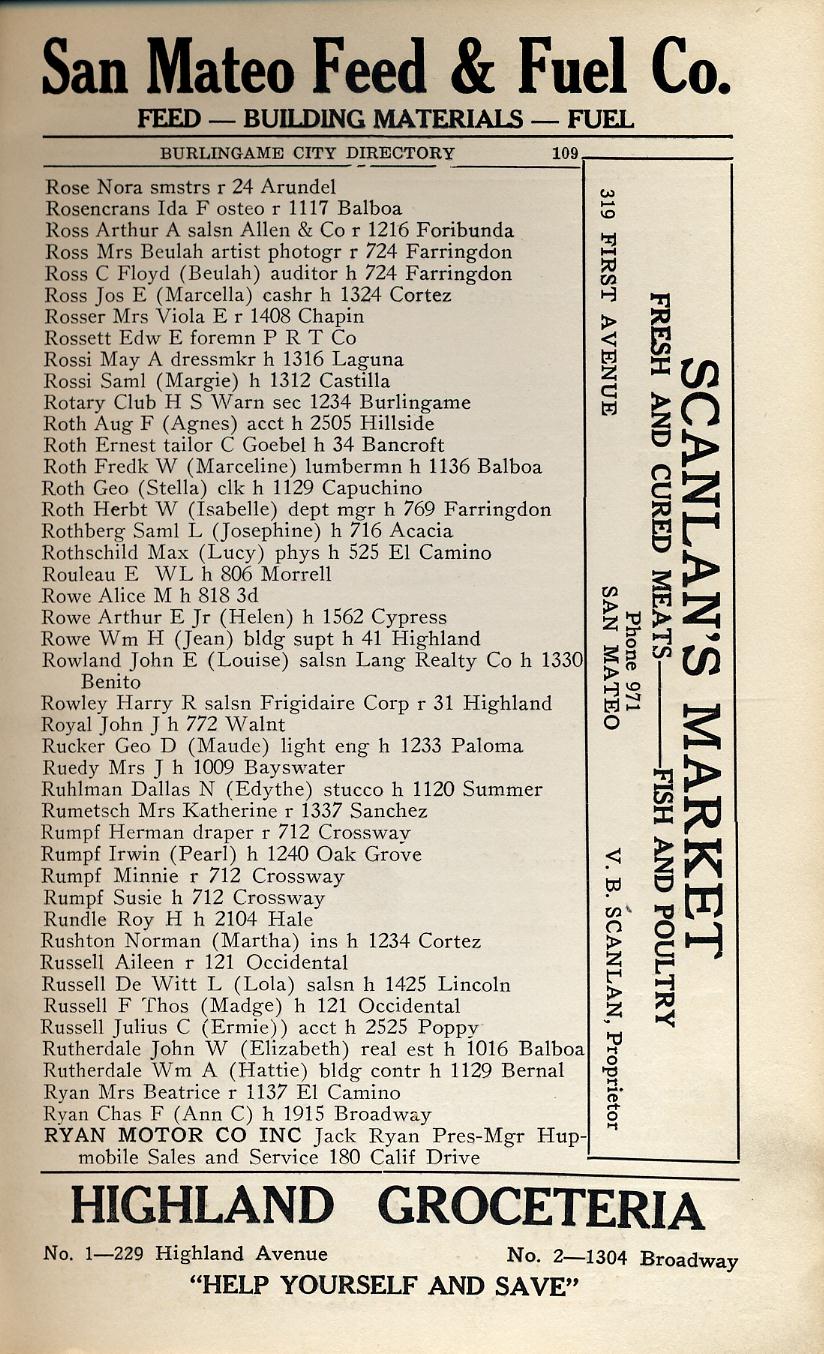 San Mateo Feed & Fuel Co.
FEED — BUILDING MATERIALS — FUEL
BURLINGAME CITY DIRECTORY 109
Rose Nora smstrs r 24 Arundel
Rosencrans Ida F osteo r 1117 Balboa
Ross Arthur A salsn Allen & Co r 1216 Foribunda
Ross Mrs Beulah artist photogr r 724 Farringdon
Ross C Floyd (Beulah) auditor h 724 Farringdon
Ross Jos E (Marcella) cashr h 1324 Cortez
Rosser Mrs Viola E r 1408 Chapin
Rossett Edw E foremn P R T Co
Rossi May A dressmkr h 1316 Laguna
Rossi Saml (Margie) h 1312 Castilla
Rotary Club H S Warn sec 1234 Burlingame
Roth Aug F (Agnes) acct h 2505 Hillside
Roth Ernest tailor C Goebel h 34 Bancroft
Roth Fredk W (Marceline) lumbermn h 1136 Balboa
Roth Geo (Stella) clk h 1129 Capuchino
Roth Herbt W (Isabelle) dept mgr h 769 Farringdon
Rothberg Saml L (Josephine) h 716 Acacia
Rothschild Max (Lucy) phys h 525 El Camino
Rouleau E WL h 806 Morrell
Rowe Alice M h 818 3d
Rowe Arthur E Jr (Helen) h 1562 Cypress
Rowe Wm H (Jean) bldg supt h 41 Highland
Rowland John E (Louise) salsn Lang Realty Co h 1330
Benito
Rowley Harry R salsn Frigidaire Corp r 31 Highland
Royal John J h 772 Walnt
Rucker Geo D (Maude) light eng h 1233 Paloma
Ruedy Mrs J h 1009 Bayswater
Ruhlman Dallas N (Edythe) stucco h 1120 Summer
Rumetsch Mrs Katherine r 1337 Sanchez
Rumpf Herman draper r 712 Crossway
Rumpf Irwin (Pearl) h 1240 Oak Grove
Rumpf Minnie r 712 Crossway
Rumpf Susie h 712 Crossway
Rundle Roy H h 2104 Hale
Rushton Norman (Martha) ins h 1234 Cortez
Russell Aileen r 121 Occidental
Russell De Witt L (Lola) salsn h 1425 Lincoln
Russell F Thos (Madge) h 121 Occidental
Russell Julius C (Ermie)) acct h 2525 Poppy
Rutherdale John W (Elizabeth) real est h 1016 Balboa
Rutherdale Wm A (Hattie) bldg contr h 1129 Bernal
Ryan Mrs Beatrice r 1137 El Camino
Ryan Chas F (Ann C) h 1915 Broadway
RYAN MOTOR CO INC Jack Ryan Pres-Mgr Hup-
mobile Sales and Service 180 Calif Drive
SCANLAN'S MARKET
FRESH AND CURED MEATS——FISH AND POULTRY
Phone 971
319 FIRST AVENUE SAN MATEO V. B. SCANLAN, Proprietor
HIGHLAND GROCETERIA
No. 1—229 Highland Avenue No. 2—1304 Broadway
"HELP YOURSELF AND SAVE"